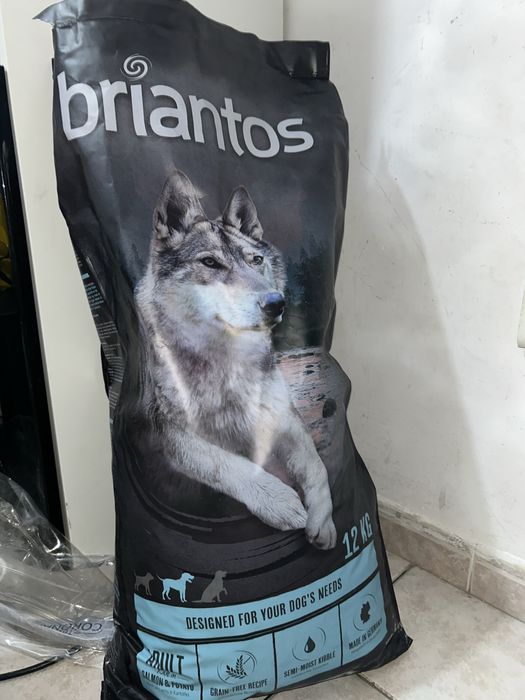 briantos
12 KG
DESIGNED FOR YOUR DOG'S NEEDS
ADULT
SALMON & POTATO
GRAIN-FREE RECIPE
SEMI-MOIST KIBBLE
MADE IN GERMANY